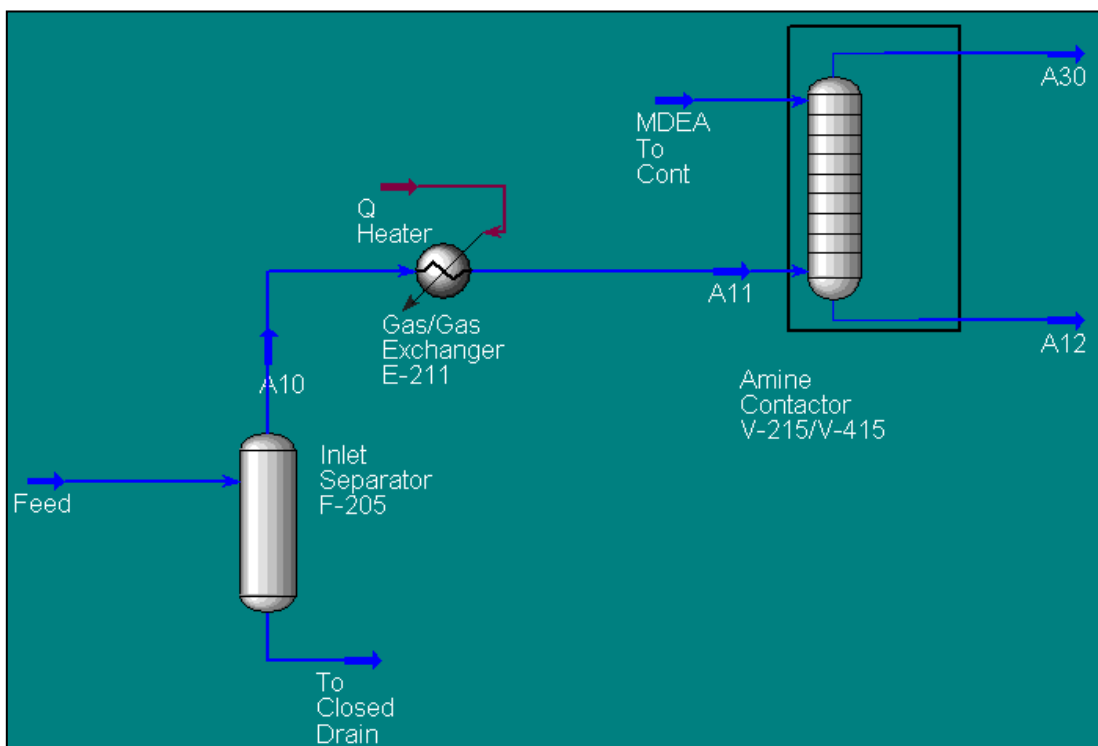 A30
MDEA
To
Cont
Q
Heater
A11
Gas/Gas
Exchanger
E-211
A12
Amine
Contactor
V-215/V-415
A10
Inlet
Separator
F-205
Feed
To
Closed
Drain